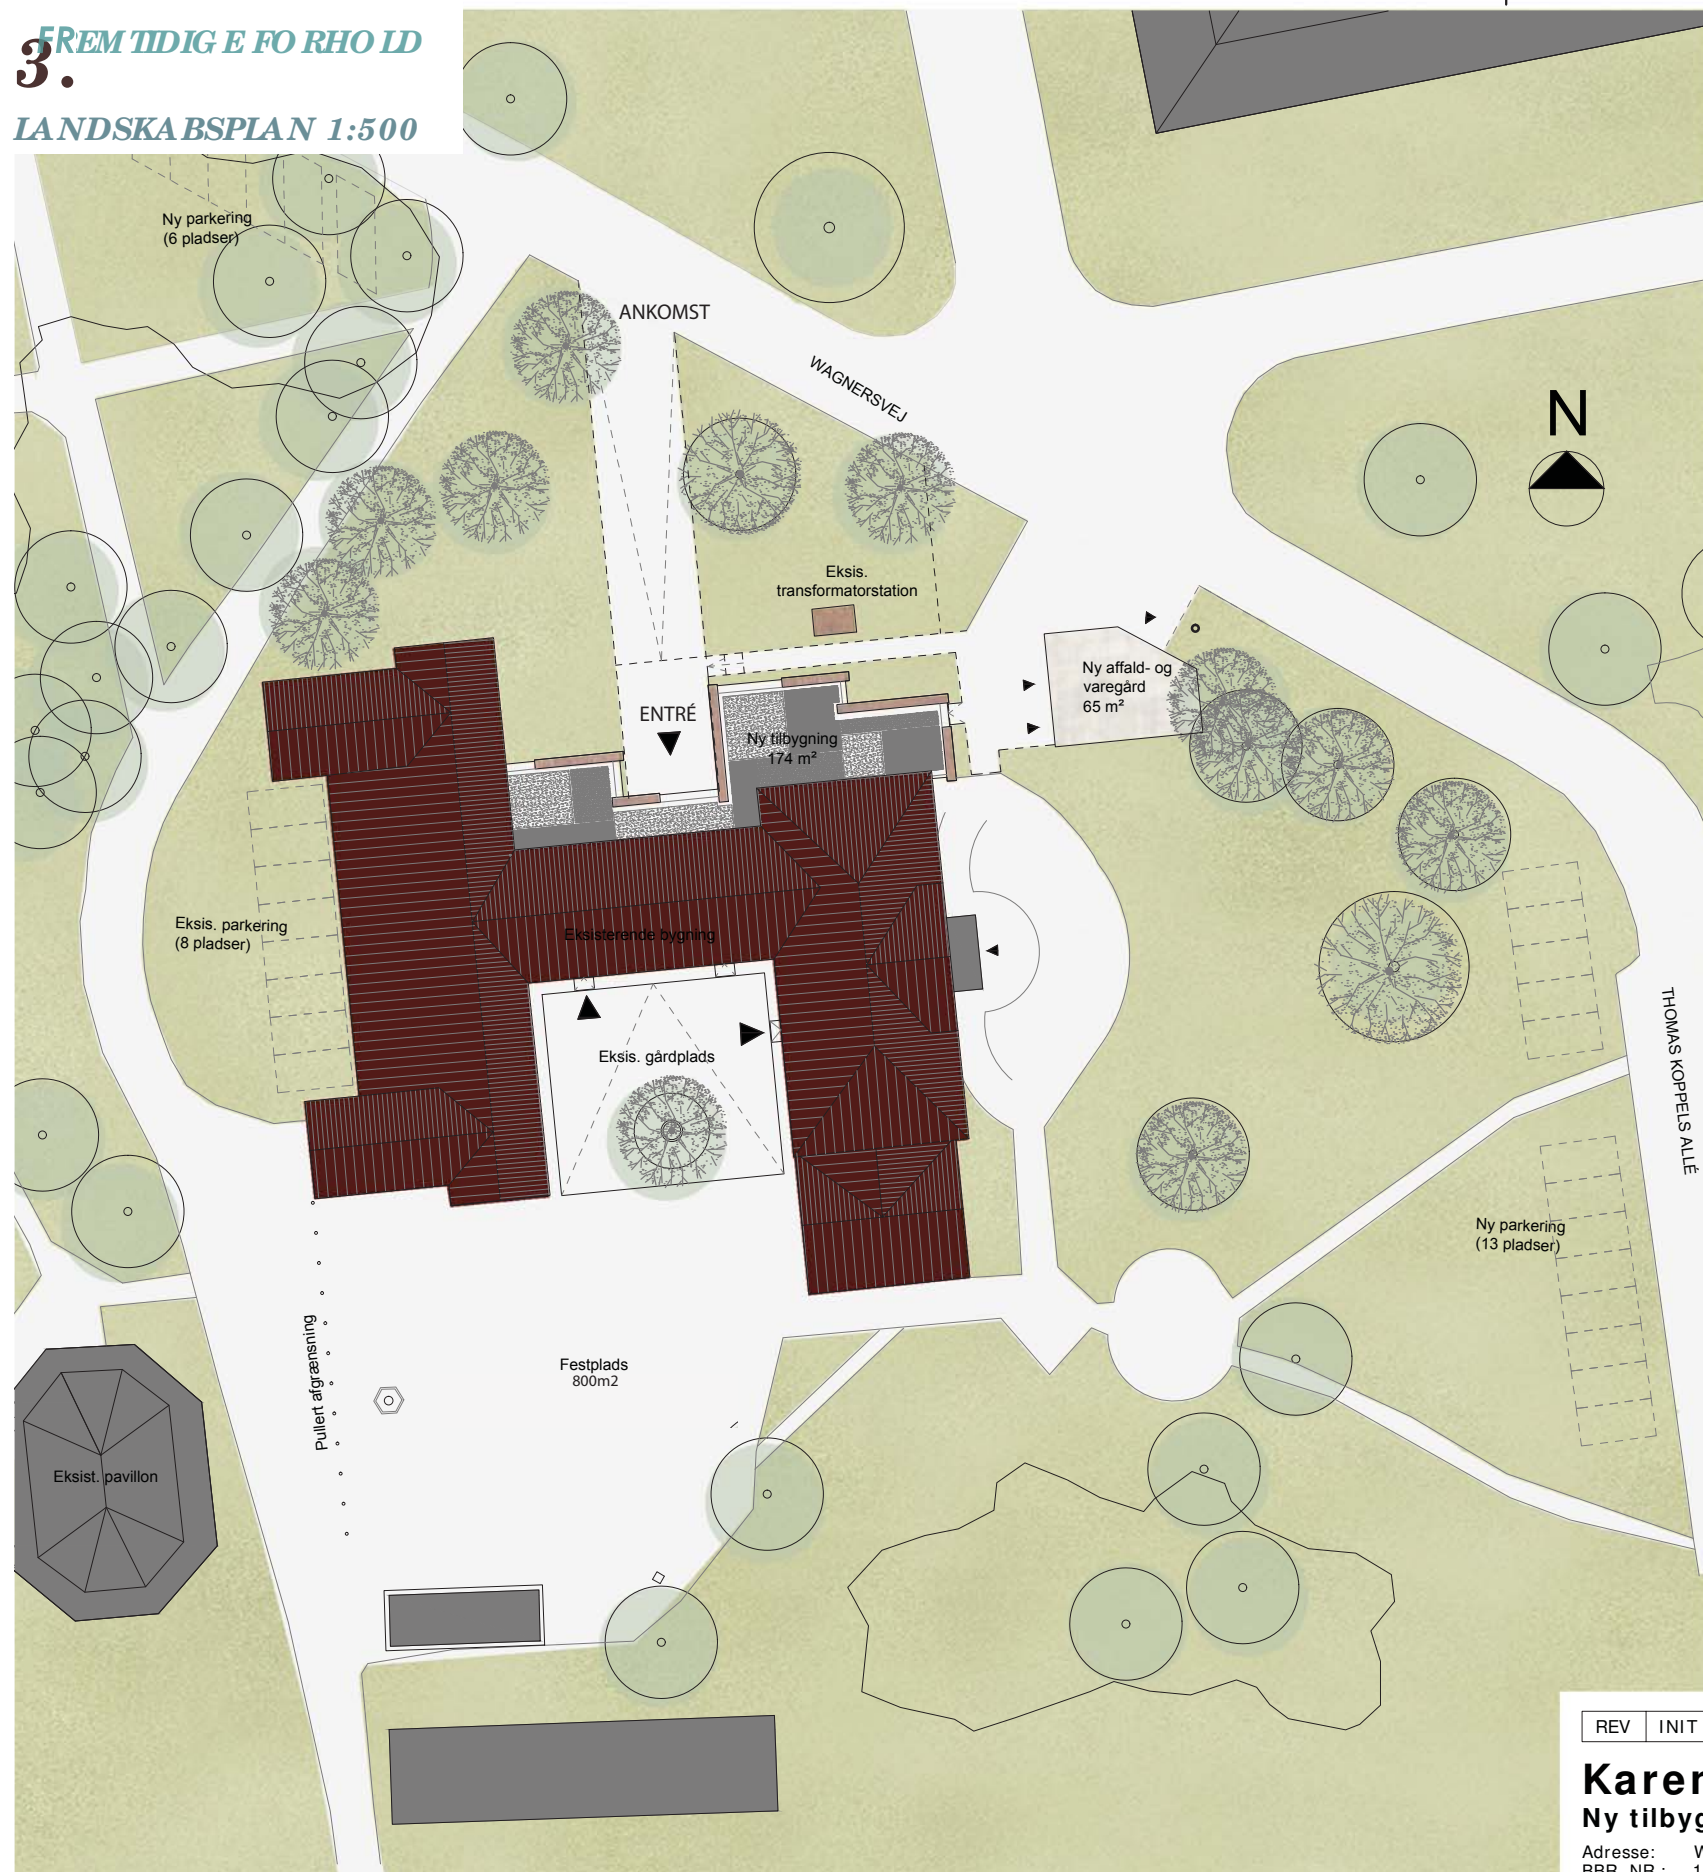 3.
FREMTIDIGE FORHOLD
LANDSKABSPLAN 1:500
Ny parkering
(6 pladser)
ANKOMST
WAGNERSVEJ
N
Eksis.
transformatorstation
Ny affald- og
varegård
65 m²
ENTRÉ
Ny tilbygning
174 m²
Eksis. parkering
(8 pladser)
Eksisterende bygning
Eksis. gårdplads
THOMAS KOPPELS ALLÉ
Ny parkering
(13 pladser)
Pullert afgrænsning
Festplads
800m2
Eksist. pavillon
REV INIT
Karen
Ny tilbyg
Adresse:
BBR. NR.: